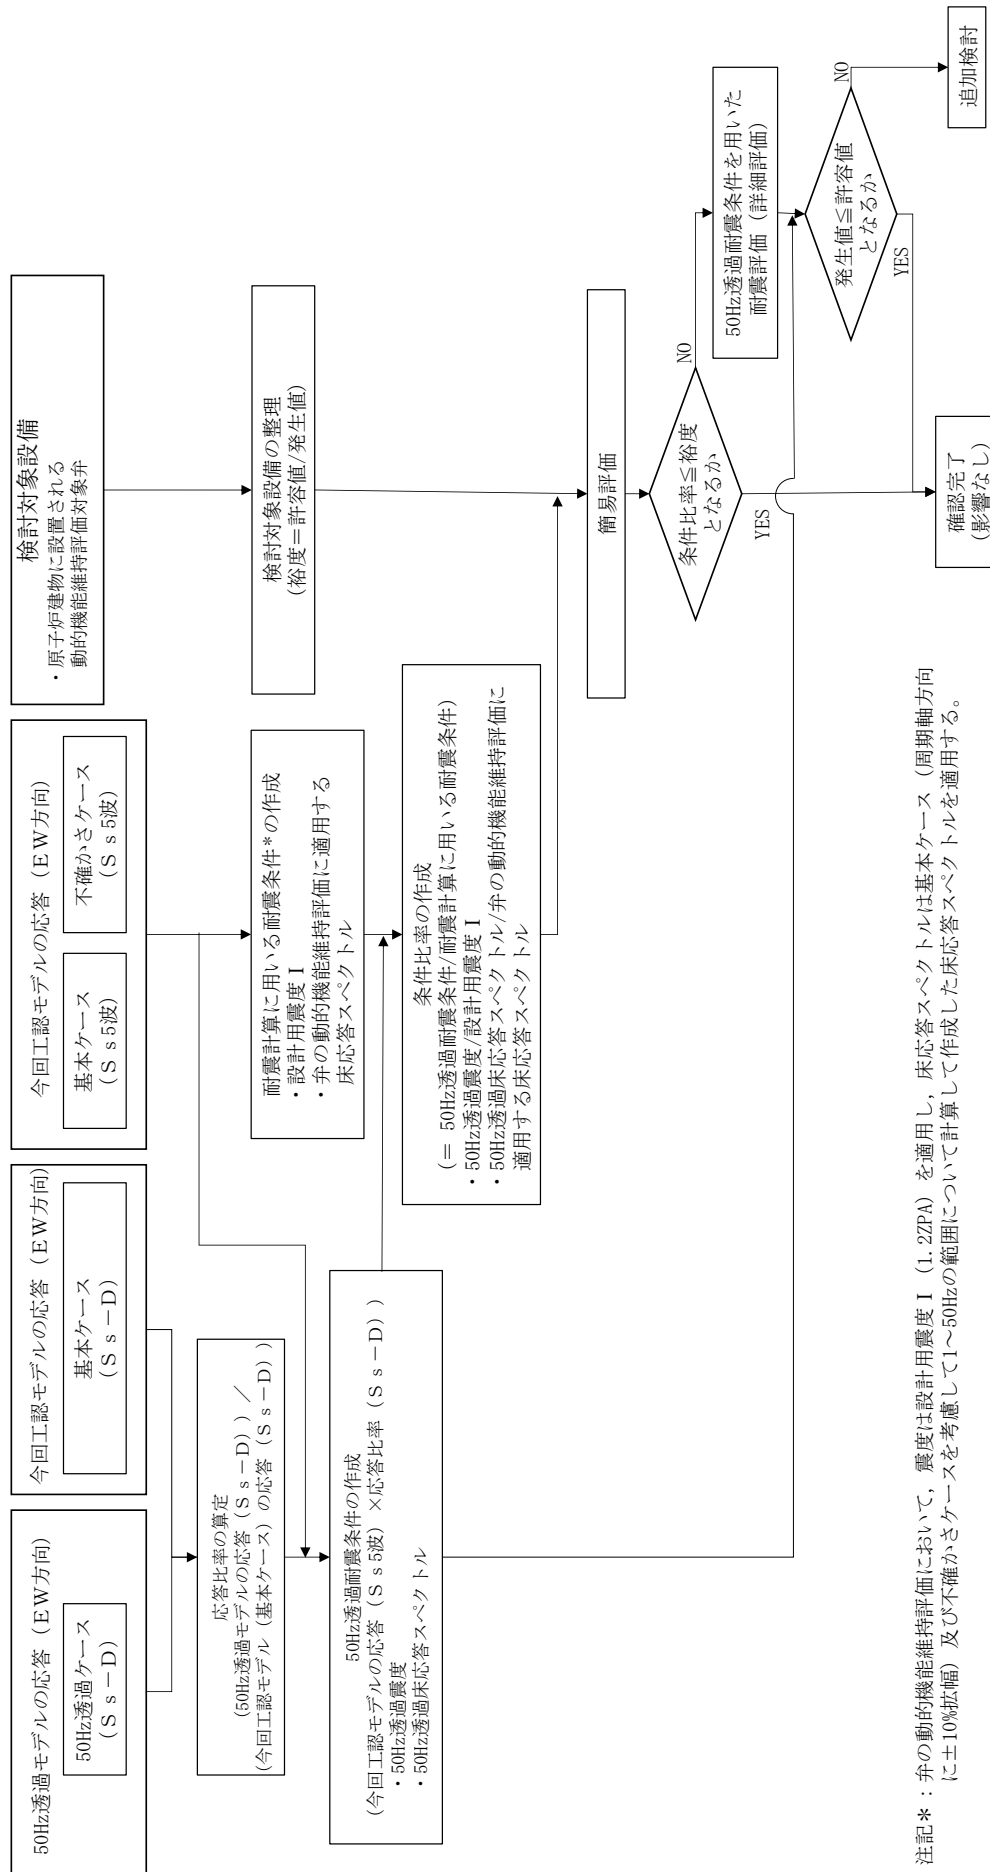 50Hz透過モデルの応答（EW方向）
50Hz透過ケース
（Ｓｓ－Ｄ）
今回工認モデルの応答（EW方向）
基本ケース
（Ｓｓ－Ｄ）
今回工認モデルの応答（EW方向）
基本ケース
（Ｓｓ5波）
不確かさケース
（Ｓｓ5波）
検討対象設備
・原子炉建物に設置される
動的機能維持評価対象弁
応答比率の算定
(50Hz透過モデルの応答（Ｓｓ－Ｄ））／
(今回工認モデル（基本ケース）の応答（Ｓｓ－Ｄ））
耐震計算に用いる耐震条件*の作成
・設計用震度Ⅰ
・弁の動的機能維持評価に適用する
床応答スペクトル
検討対象設備の整理
(裕度＝許容値/発生値)
50Hz透過耐震条件の作成
(今回工認モデルの応答（Ｓｓ5波）×応答比率（Ｓｓ－Ｄ））
・50Hz透過震度
・50Hz透過床応答スペクトル
条件比率の作成
(＝ 50Hz透過耐震条件/耐震計算に用いる耐震条件)
・50Hz透過震度/設計用震度Ⅰ
・50Hz透過床応答スペクトル/弁の動的機能維持評価に
適用する床応答スペクトル
簡易評価
条件比率≦裕度
となるか
NO
YES
50Hz透過耐震条件を用いた
耐震評価（詳細評価）
発生値≦許容値
となるか
NO
YES
確認完了
(影響なし)
追加検討
注記＊：弁の動的機能維持評価において，震度は設計用震度Ⅰ（1.2ZPA）を適用し，床応答スペクトルは基本ケース（周期軸方向
に±10%拡幅）及び不確かさケースを考慮して1～50Hzの範囲について計算して作成した床応答スペクトルを適用する。